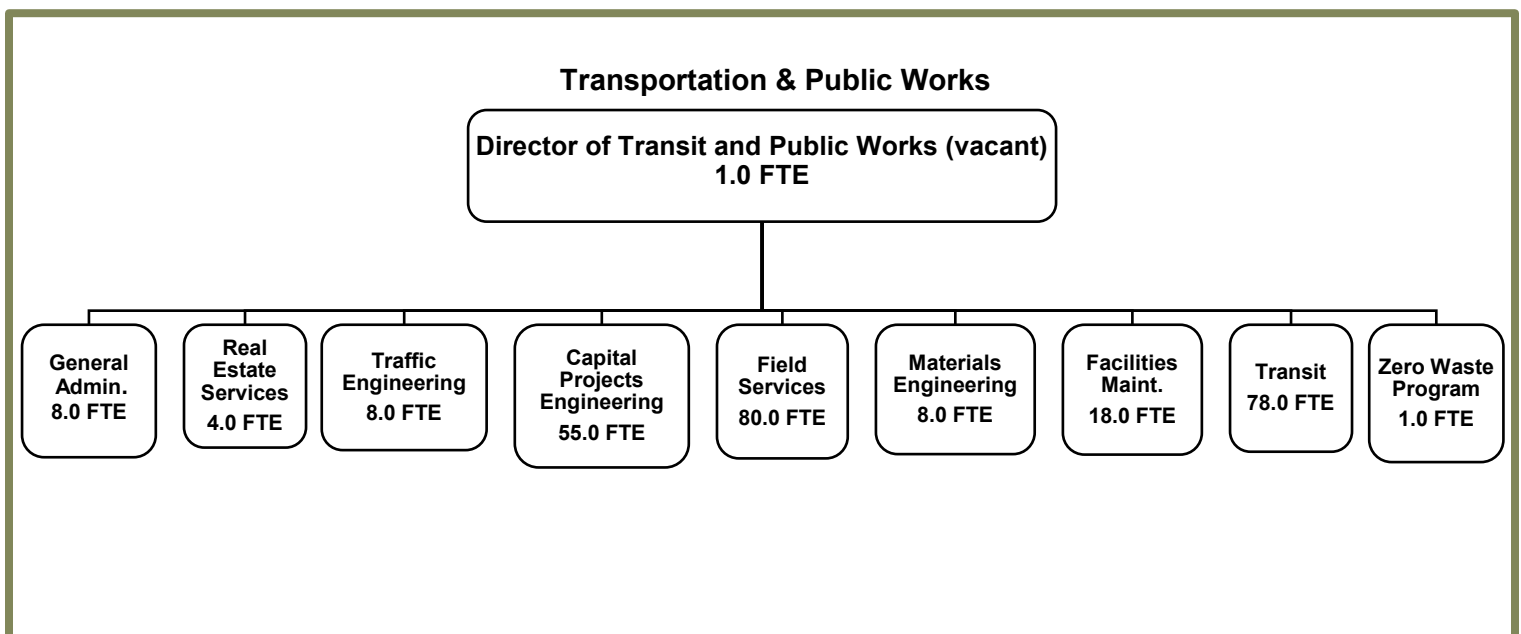 Transportation & Public Works
Director of Transit and Public Works (vacant)
1.0 FTE
General
Admin.
8.0 FTE
Real
Estate
Services
4.0 FTE
Traffic
Engineering
8.0 FTE
Capital
Projects
Engineering
55.0 FTE
Field
Services
80.0 FTE
Materials
Engineering
8.0 FTE
Facilities
Maint.
18.0 FTE
Transit
78.0 FTE
Zero Waste
Program
1.0 FTE